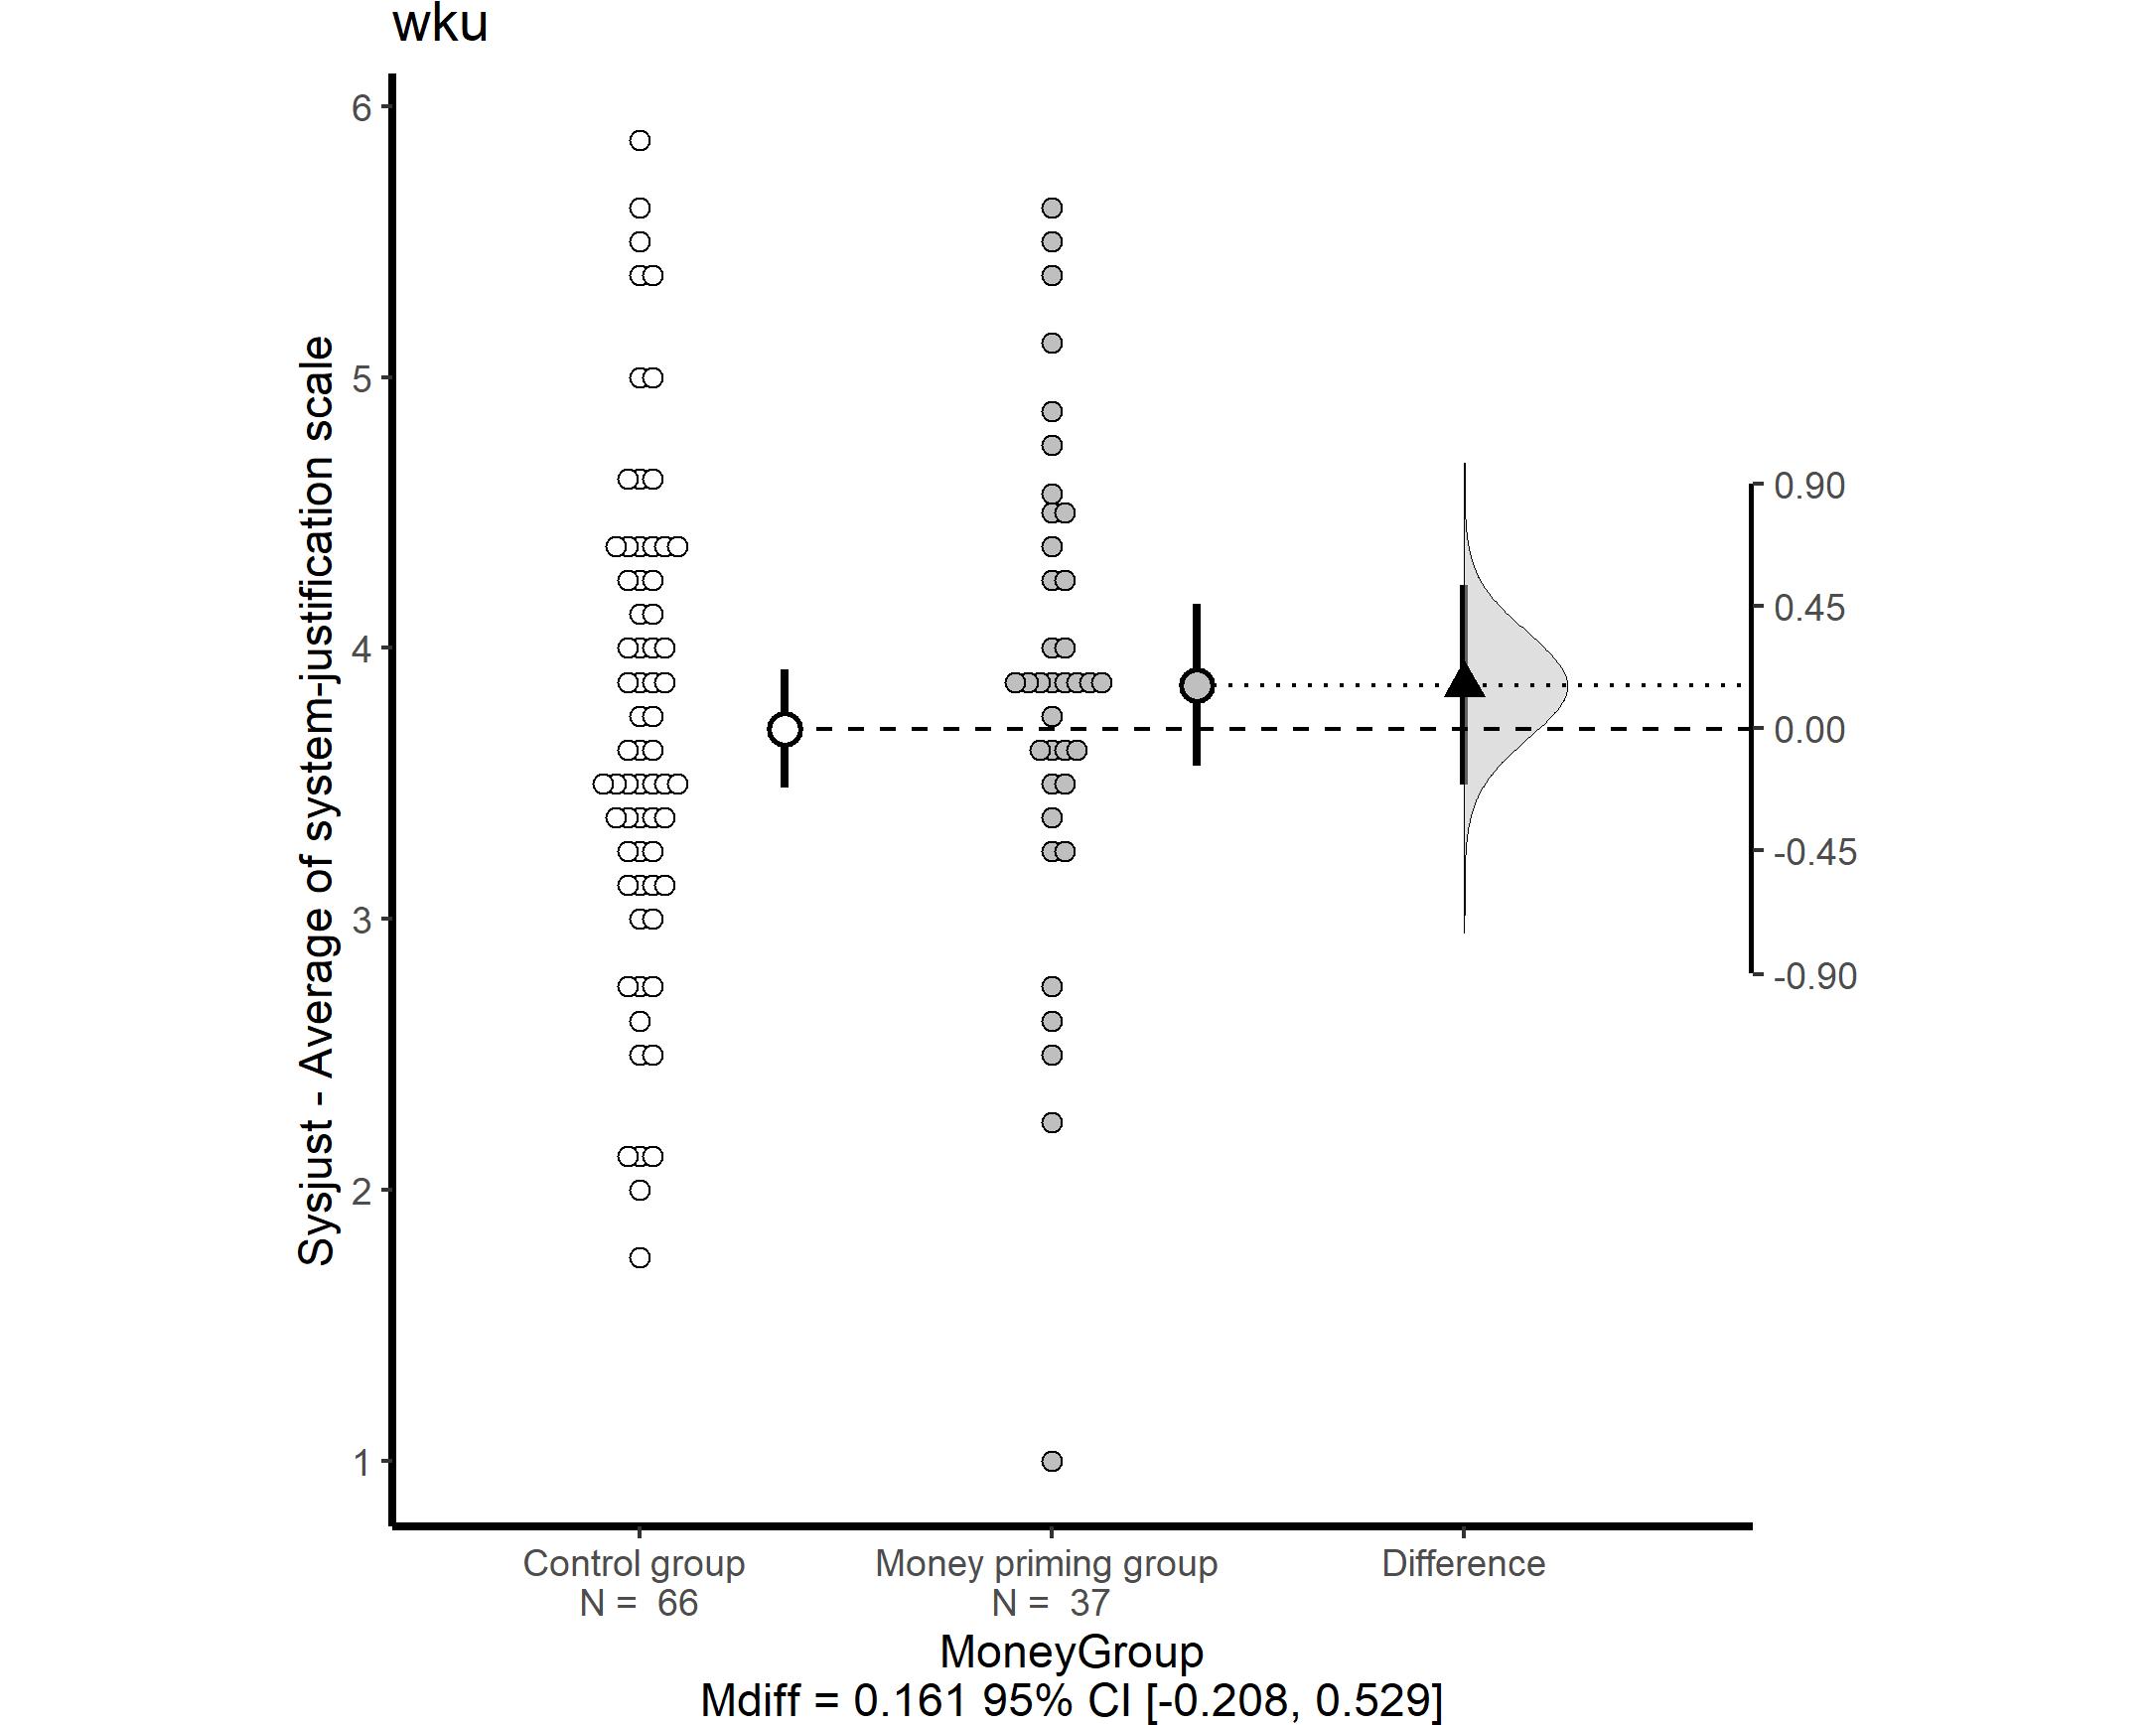 wku
Sysjust - Average of system-justification scale
6
5
4
3
2
1
0.90
0.45
0.00
-0.45
-0.90
Control group
N =  66
Money priming group
N =  37
Difference
MoneyGroup
Mdiff = 0.161 95% CI [-0.208, 0.529]